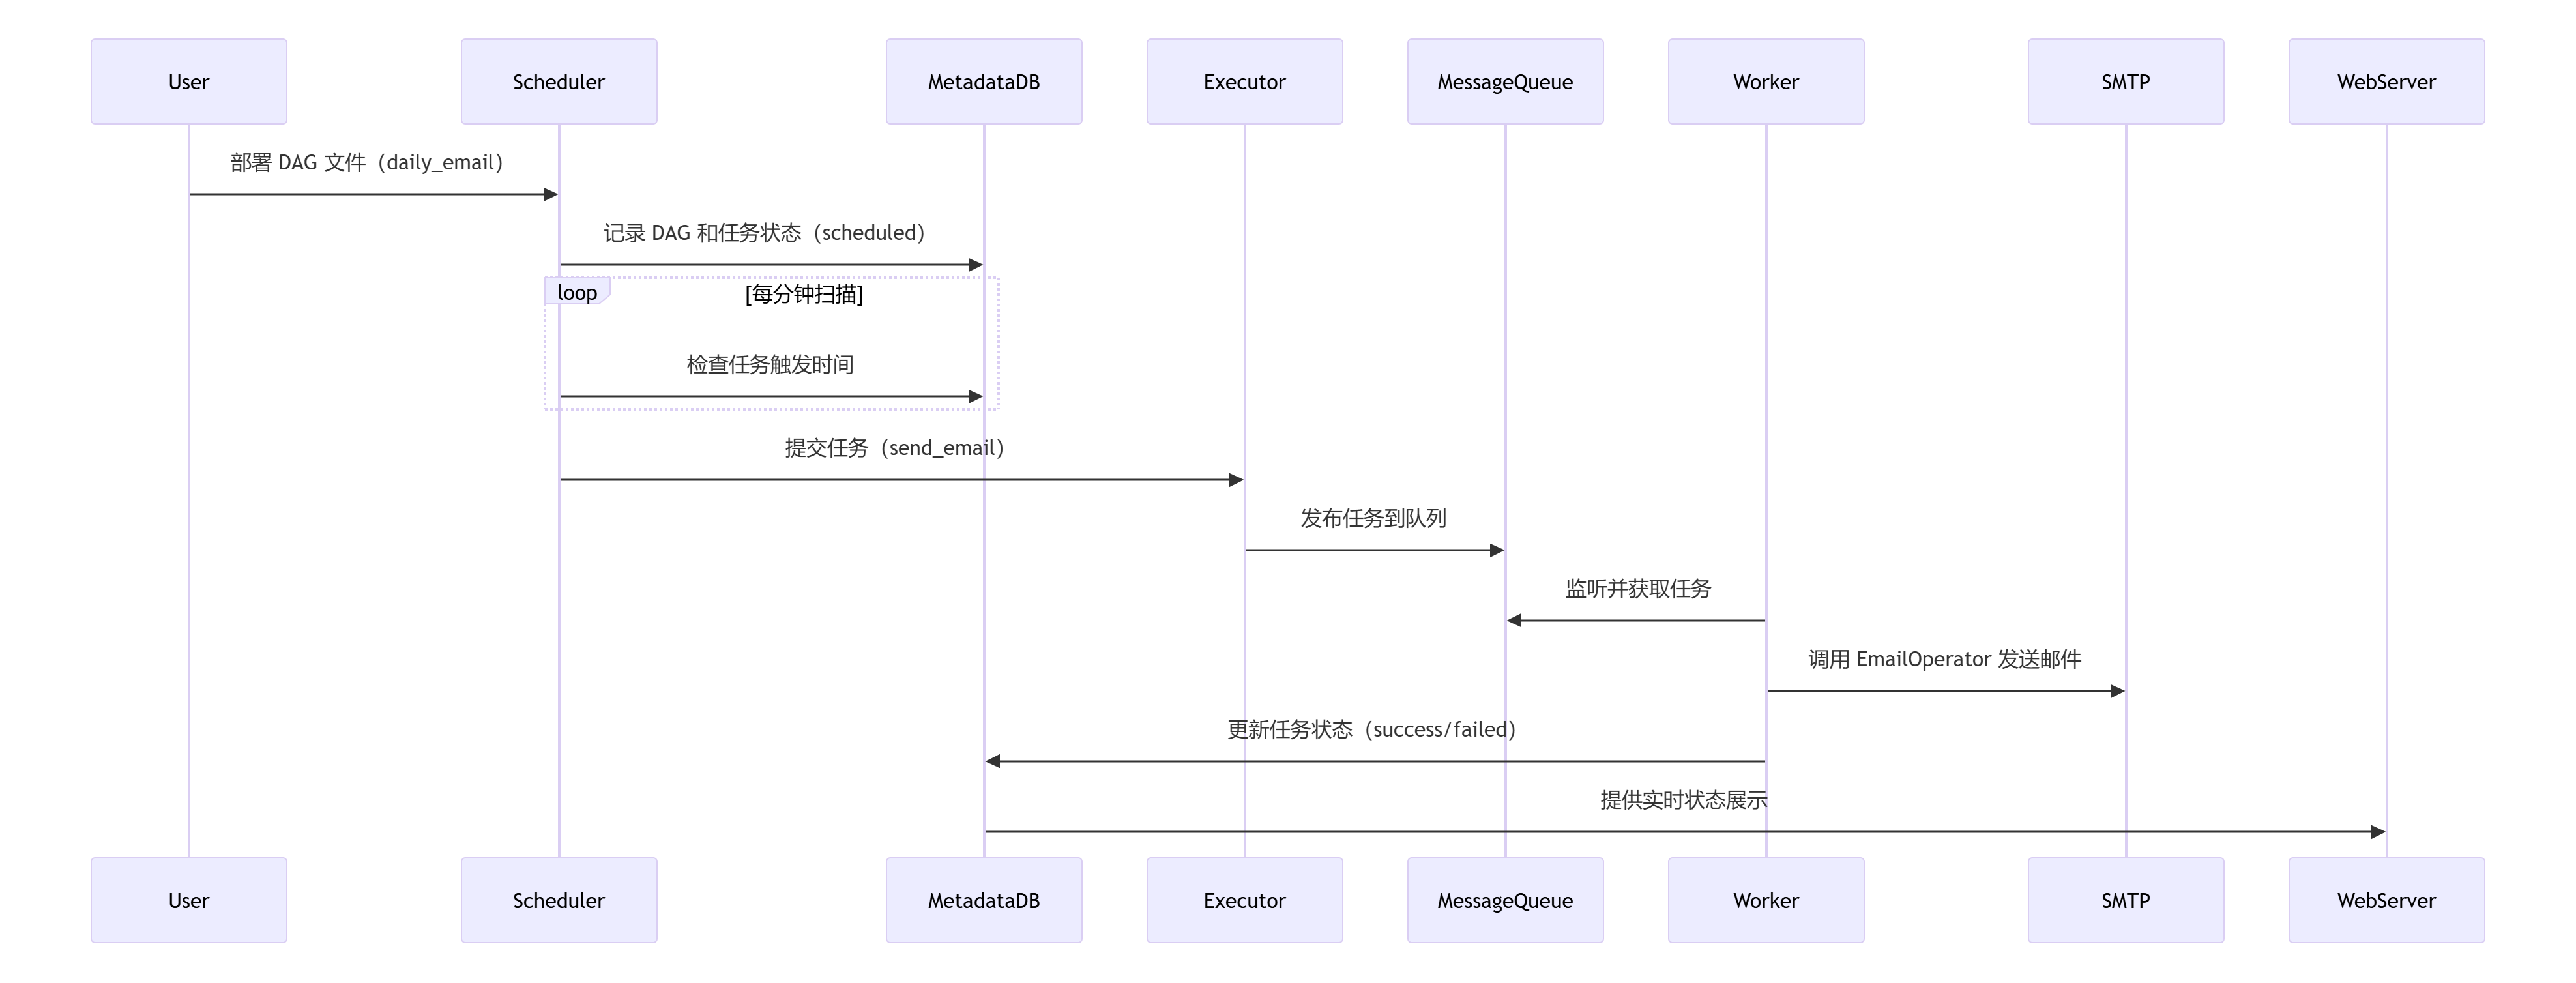 User
Scheduler
MetadataDB
Executor
MessageQueue
Worker
SMTP
WebServer
部署 DAG 文件（daily_email）
记录 DAG 和任务状态（scheduled）
loop
[每分钟扫描]
检查任务触发时间
提交任务（send_email）
发布任务到队列
监听并获取任务
调用 EmailOperator 发送邮件
更新任务状态（success/failed）
提供实时状态展示
User
Scheduler
MetadataDB
Executor
MessageQueue
Worker
SMTP
WebServer